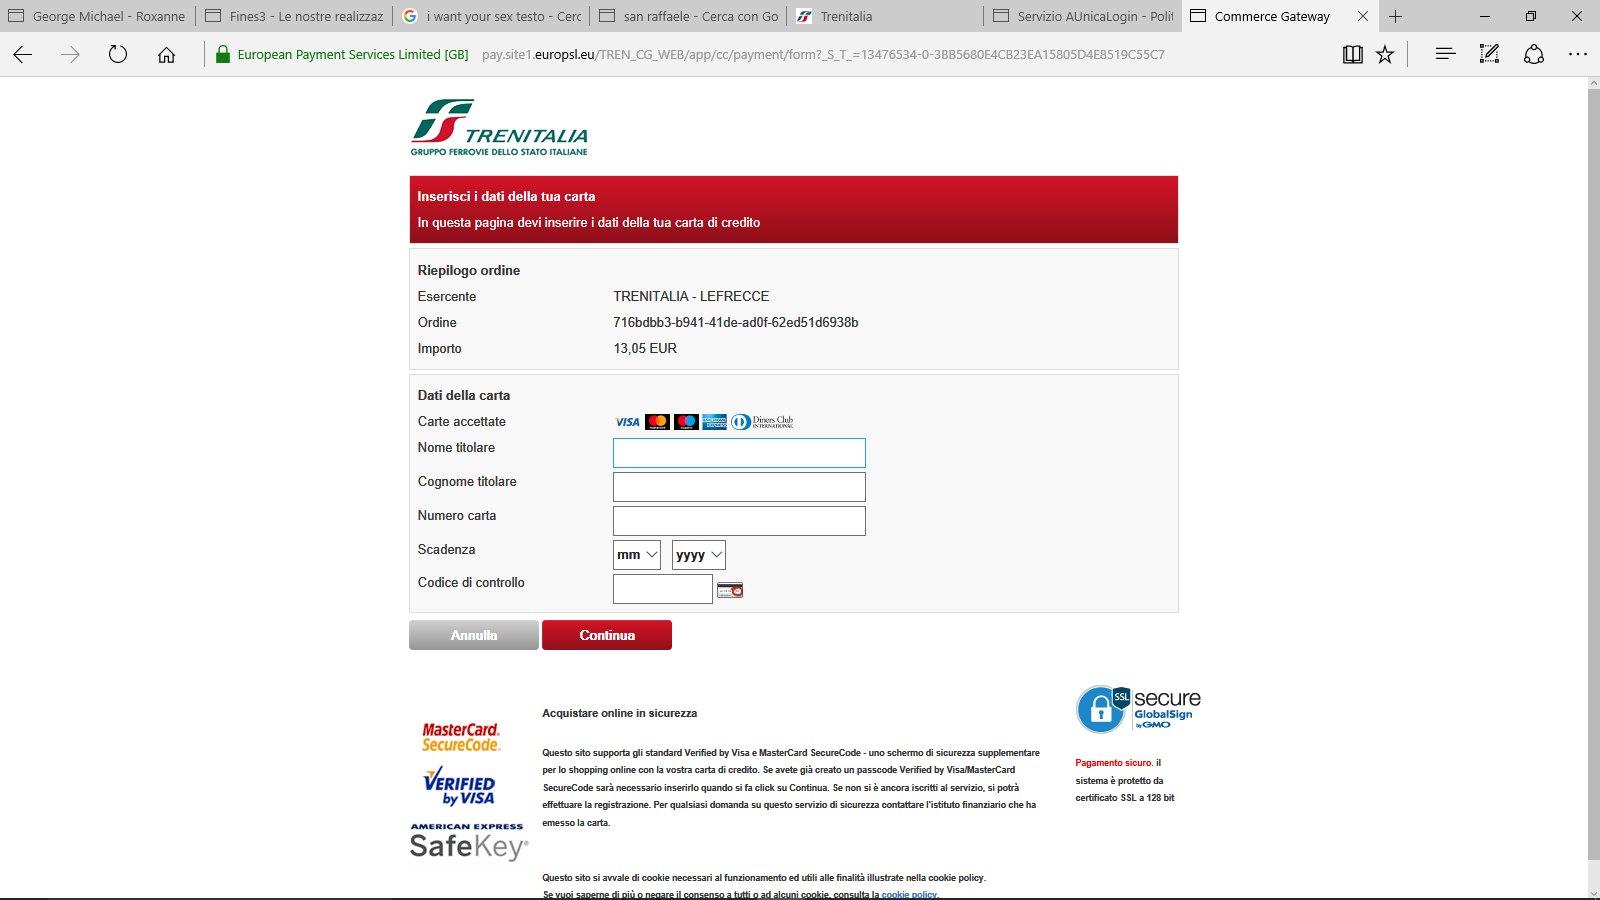 George Michael - Roxanne
Fines3 - Le nostre realizzaz
i want your sex testo - Cerc
san raffaele - Cerca con Go
Trenitalia
Servizio AUnicaLogin - Polit
Commerce Gateway
European Payment Services Limited [GB]
pay.site1.europsl.eu/TREN_CG_WEB/app/cc/payment/form?_S_T_=13476534-0-3BB5680E4CB23EA15805D4E8519C55C7
TRENITALIA
GRUPPO FERROVIE DELLO STATO ITALIANE
Inserisci i dati della tua carta
In questa pagina devi inserire i dati della tua carta di credito
Riepilogo ordine
Esercente TRENITALIA - LEFRECCE
Ordine 716bdbb3-b941-41de-ad0f-62ed51d6938b
Importo 13,05 EUR
Dati della carta
Carte accettate VISA Diners Club INTERNATIONAL
Nome titolare
Cognome titolare
Numero carta
Scadenza mm yyyy
Codice di controllo
Annulla Continua
MasterCard.
SecureCode.
VERIFIED
by VISA
AMERICAN EXPRESS
SafeKey®
Acquistare online in sicurezza
Questo sito supporta gli standard Verified by Visa e MasterCard SecureCode - uno schermo di sicurezza supplementare
per lo shopping online con la vostra carta di credito. Se avete già creato un passcode Verified by Visa/MasterCard
SecureCode sarà necessario inserirlo quando si fa click su Continua. Se non si è ancora iscritti al servizio, si potrà
effettuare la registrazione. Per qualsiasi domanda su questo servizio di sicurezza contattare l'istituto finanziario che ha
emesso la carta.
Questo sito si avvale di cookie necessari al funzionamento ed utili alle finalità illustrate nella cookie policy.
Se vuoi saperne di più o negare il consenso a tutti o ad alcuni cookie, consulta la cookie policy.
SSL
secure
GlobalSign
by GMO
Pagamento sicuro. il
sistema è protetto da
certificato SSL a 128 bit